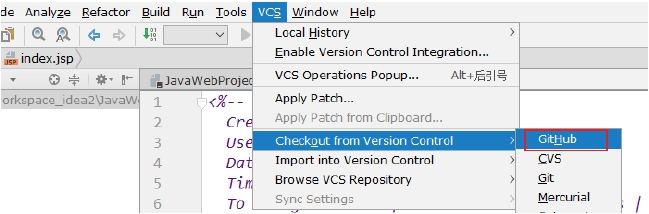 Refactor Build Run Tools VCS Window Help
index.jsp
Local History
Enable Version Control Integration...
VCS Operations Popup... Alt+后引号
orkspace_idea2\JavaW
JavaWebProje
Apply Patch...
1 <%--
Apply Patch from Clipboard...
2 Cre
Checkout from Version Control
GitHub
3 Use
Import into Version Control
CVS
4 Dat
Browse VCS Repository
Git
5 Tim
Sync Settings
Mercurial
6 To